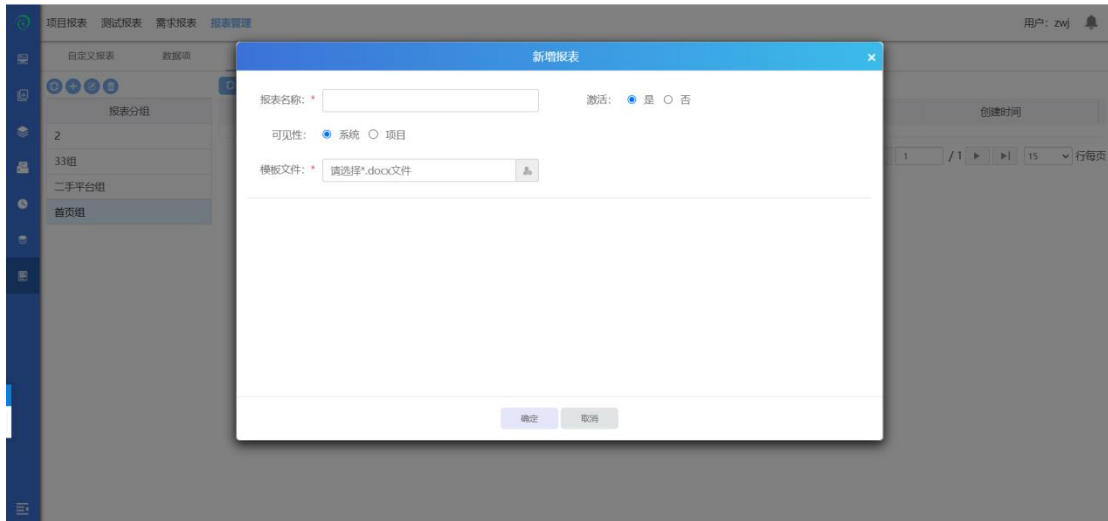 项目报表 测试报表 需求报表 报表管理 用户：zwj
自定义报表 数据项
新增报表 ×
报表分组
报表名称：* 激活： 是 否
创建时间
2
可见性： 系统 项目
33组
1 / 1 15 行每页
模板文件：* 请选择*.docx文件
二手平台组
首页组
确定 取消